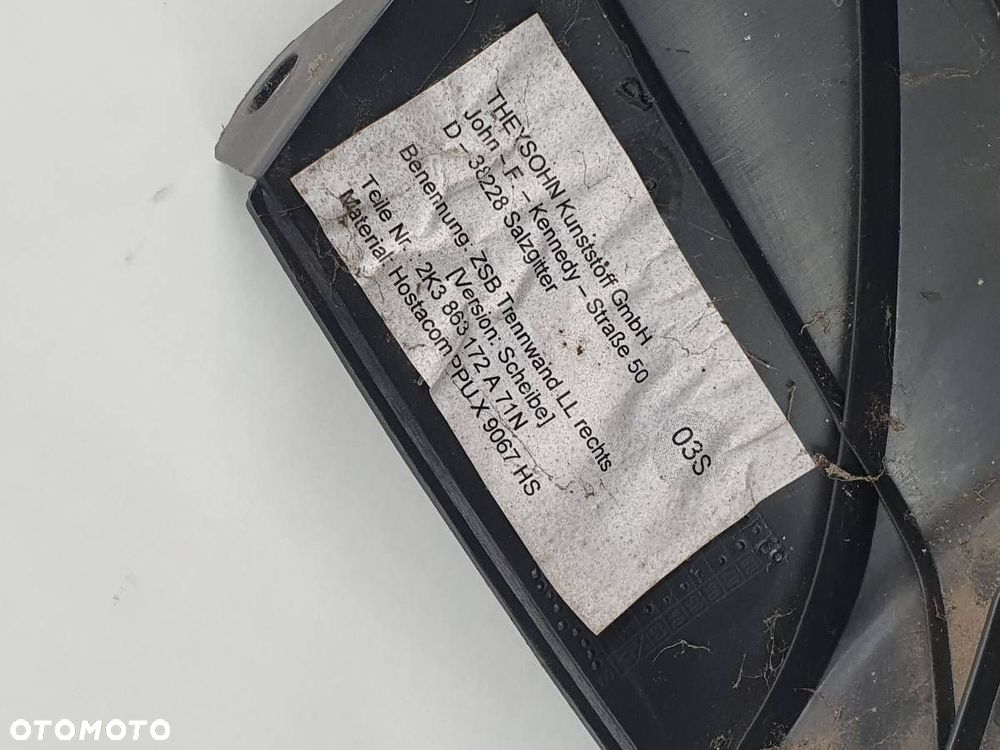 THEYSOHN Kunststoff GmbH
John - F. – Kennedy – Straße 50
D – 38228 Salzgitter
Benennung: ZSB Trennwand LL rechts
[Version: Scheibe]
Teile Nr.: 2K3 863 172 A 71N
Material: Hostacom PPU X 9067 HS
03S
OTOMOTO